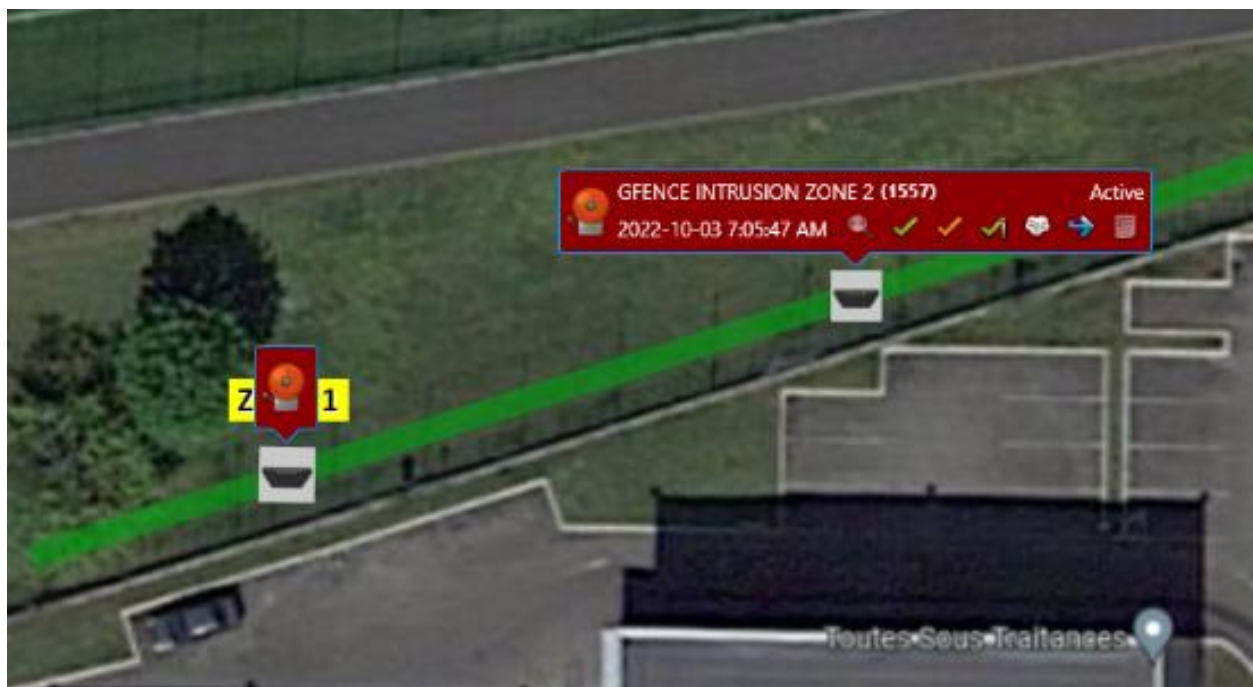 GFENCE INTRUSION ZONE 2 (1557) Active
2022-10-03 7:05:47 AM
Z 1
Toutes Sous Traitances